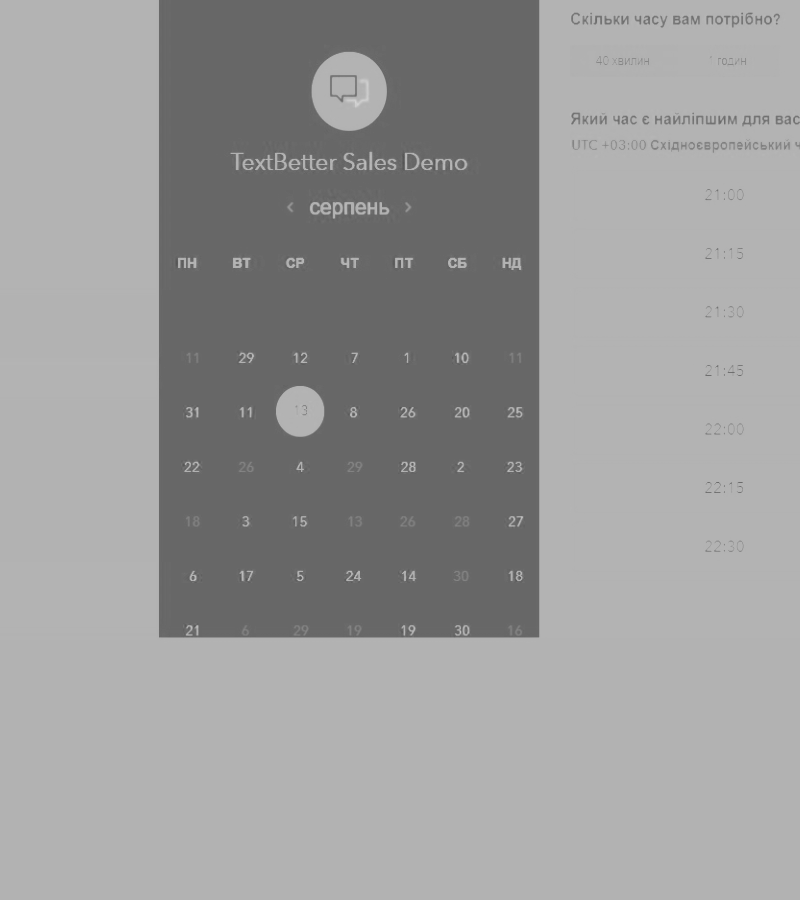 TextBetter Sales Demo
серпень
ПН ВТ СР ЧТ ПТ СБ НД
11 29 12 7 1 10 11
31 11 13 8 26 20 25
22 26 4 29 28 2 23
18 3 15 13 26 28 27
6 17 5 24 14 30 18
21 6 29 19 19 30 16
Скільки часу вам потрібно?
40 хвилин 1 годин
Який час є найліпшим для вас
UTC +03:00 Східноєвропейський ч
21:00
21:15
21:30
21:45
22:00
22:15
22:30